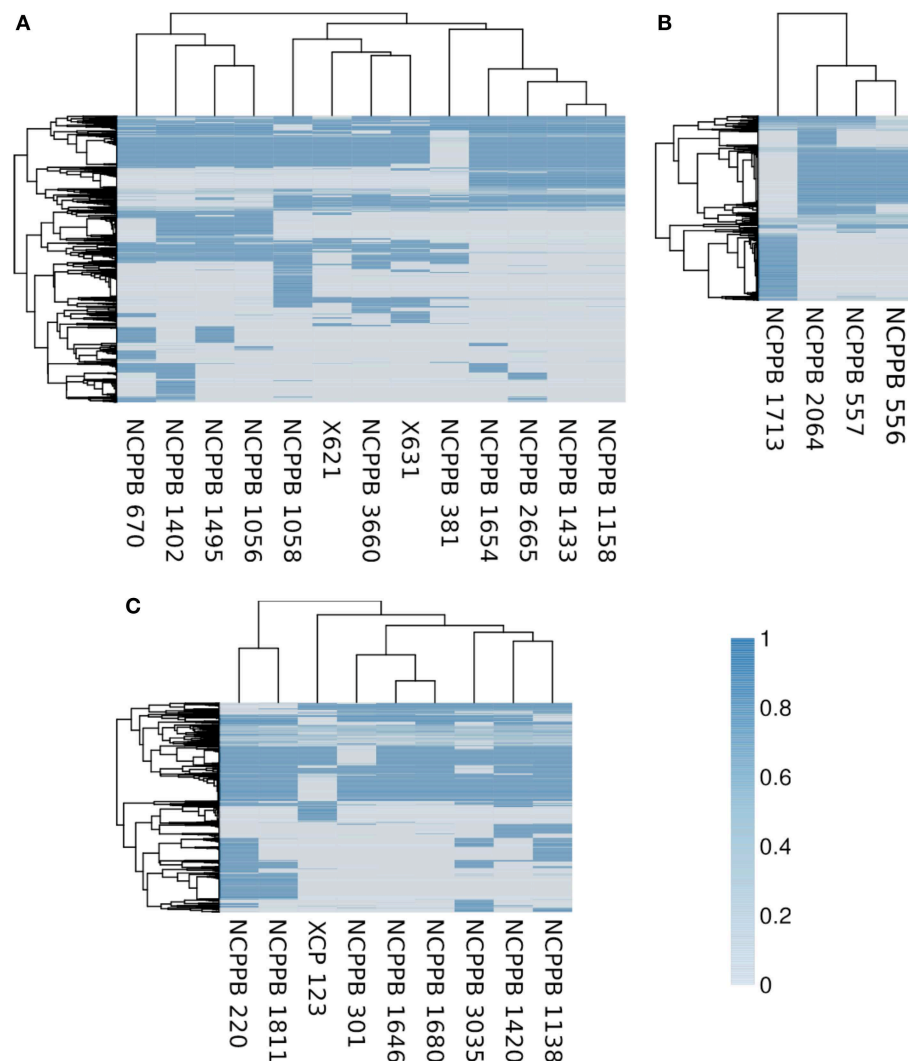 A
B
NCPPB 670
NCPPB 1402
NCPPB 1495
NCPPB 1056
NCPPB 1058
X621
NCPPB 3660
X631
NCPPB 381
NCPPB 1654
NCPPB 2665
NCPPB 1433
NCPPB 1158
NCPPB 1713
NCPPB 2064
NCPPB 557
NCPPB 556
C
NCPPB 220
NCPPB 1811
XCP 123
NCPPB 301
NCPPB 1646
NCPPB 1680
NCPPB 3035
NCPPB 1420
NCPPB 1138
1
0.8
0.6
0.4
0.2
0